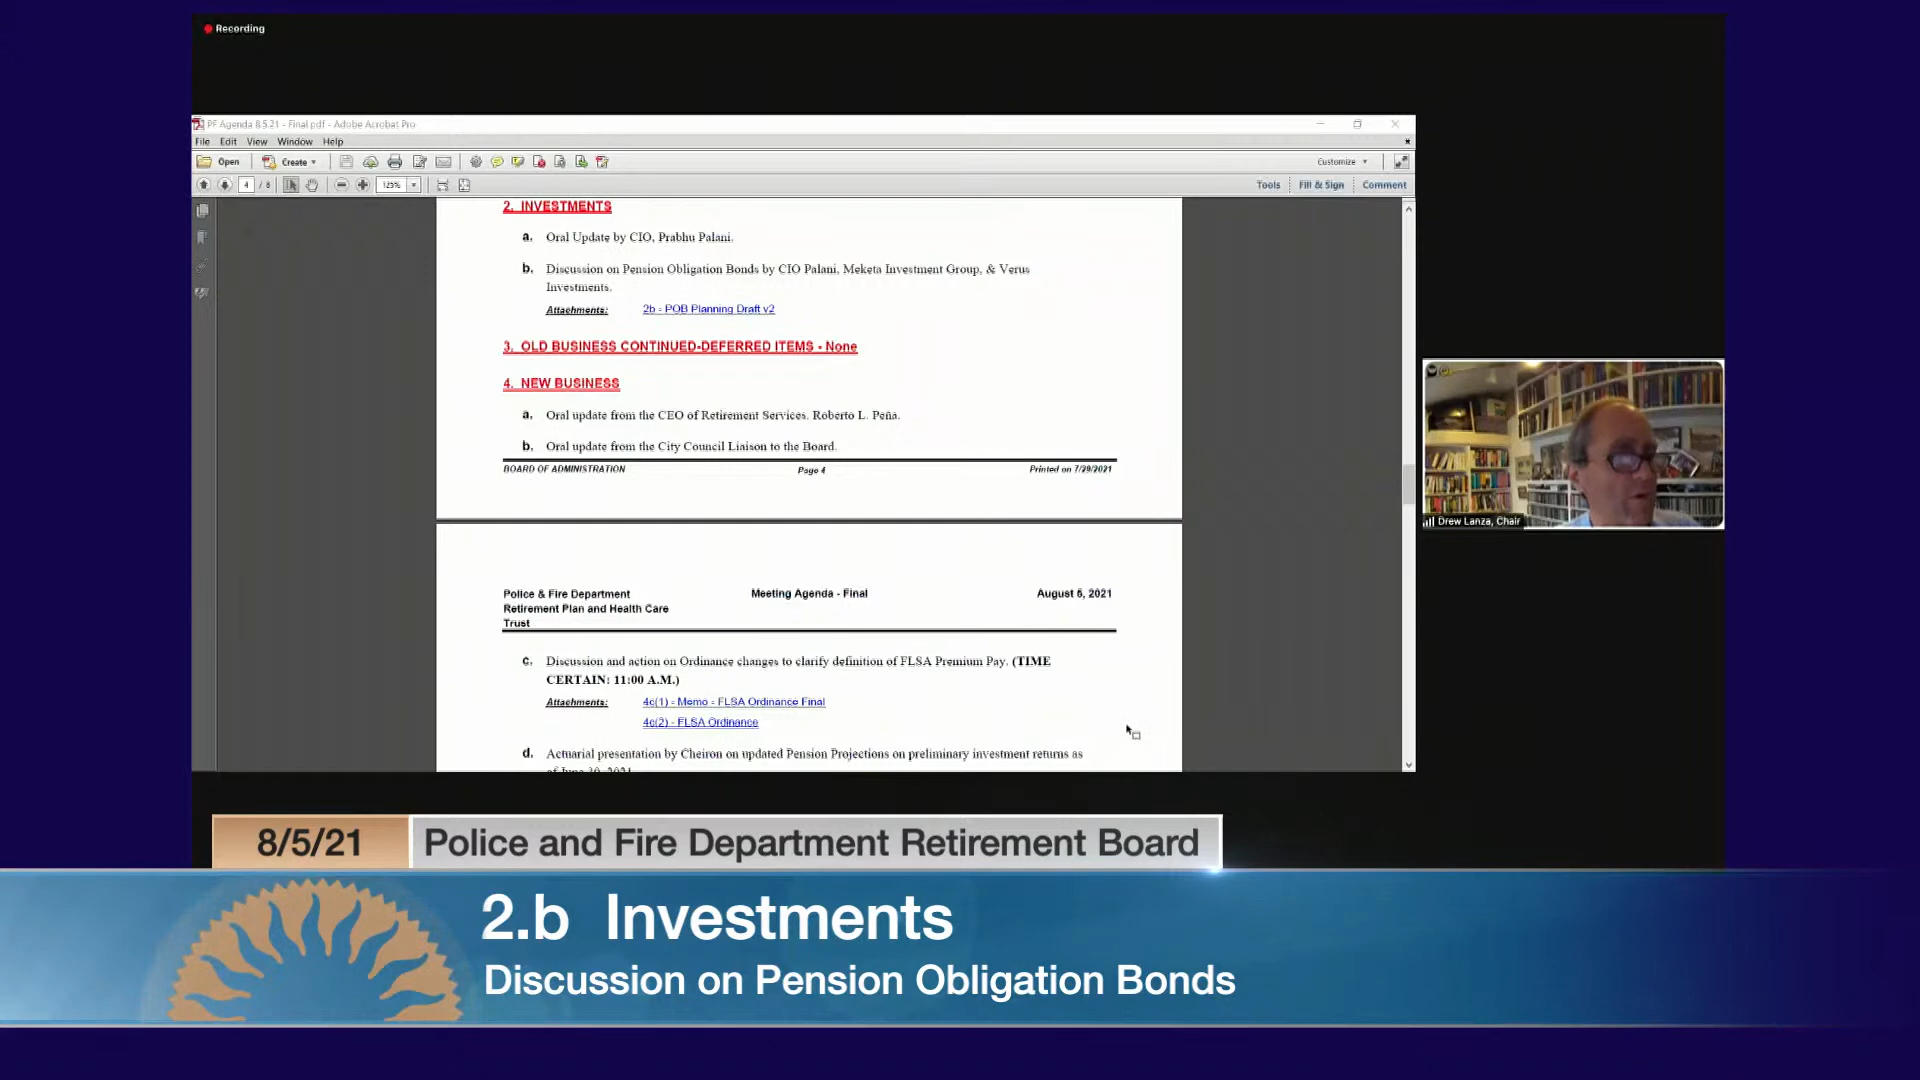 Recording
PF Agenda 8.5.21 - Final.pdf - Adobe Acrobat Pro
File Edit View Window Help
Open Create Customize
4 / 8 123% Tools Fill & Sign Comment
2. INVESTMENTS
a. Oral Update by CIO, Prabhu Palani.
b. Discussion on Pension Obligation Bonds by CIO Palani, Meketa Investment Group, & Verus
Investments.
Attachments: 2b - POB Planning Draft v2
3. OLD BUSINESS CONTINUED-DEFERRED ITEMS - None
4. NEW BUSINESS
a. Oral update from the CEO of Retirement Services, Roberto L. Peña.
b. Oral update from the City Council Liaison to the Board.
BOARD OF ADMINISTRATION Page 4 Printed on 7/29/2021
Police & Fire Department Meeting Agenda - Final August 5, 2021
Retirement Plan and Health Care
Trust
c. Discussion and action on Ordinance changes to clarify definition of FLSA Premium Pay. (TIME
CERTAIN: 11:00 A.M.)
Attachments: 4c(1) - Memo - FLSA Ordinance Final
4c(2) - FLSA Ordinance
d. Actuarial presentation by Cheiron on updated Pension Projections on preliminary investment returns as
of June 30, 2021
Drew Lanza, Chair
8/5/21 Police and Fire Department Retirement Board
2.b Investments
Discussion on Pension Obligation Bonds